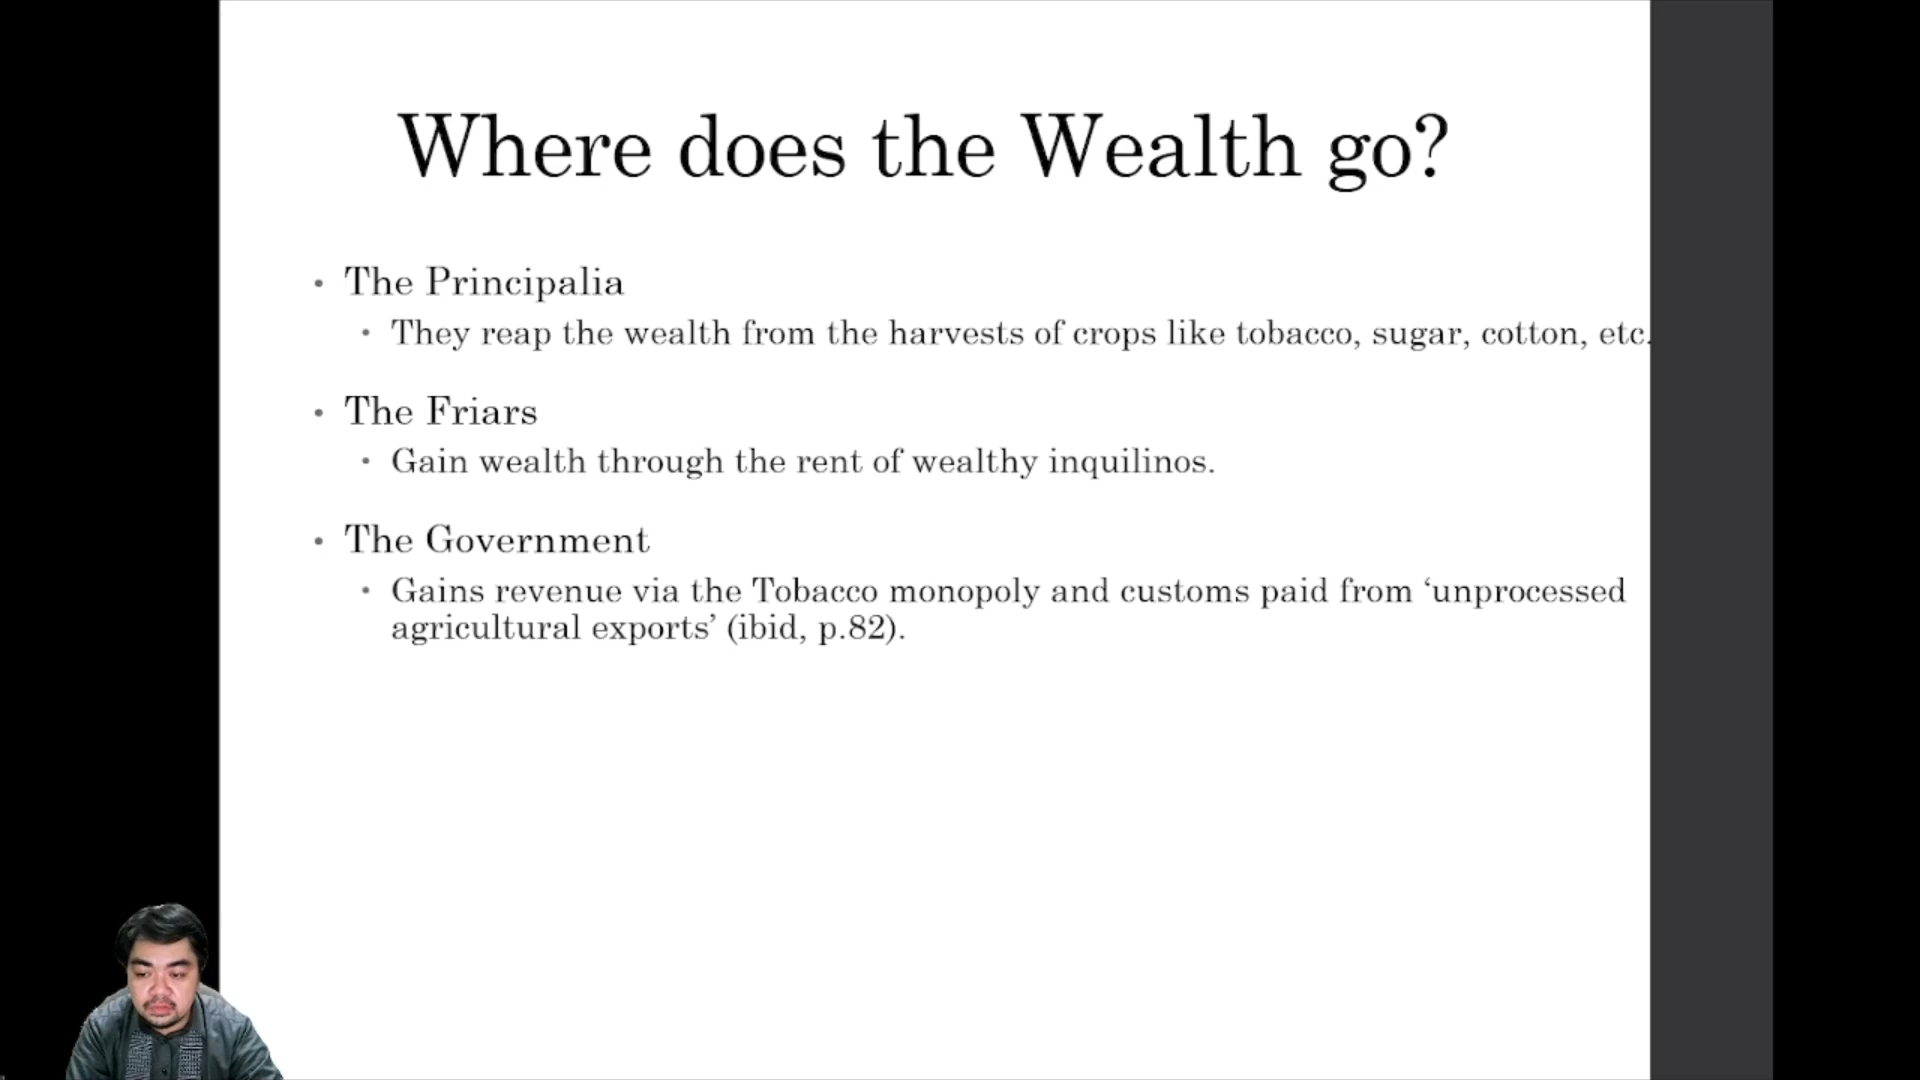 Where does the Wealth go?
• The Principalia
• They reap the wealth from the harvests of crops like tobacco, sugar, cotton, etc.
• The Friars
• Gain wealth through the rent of wealthy inquilinos.
• The Government
• Gains revenue via the Tobacco monopoly and customs paid from ‘unprocessed
agricultural exports’ (ibid, p.82).